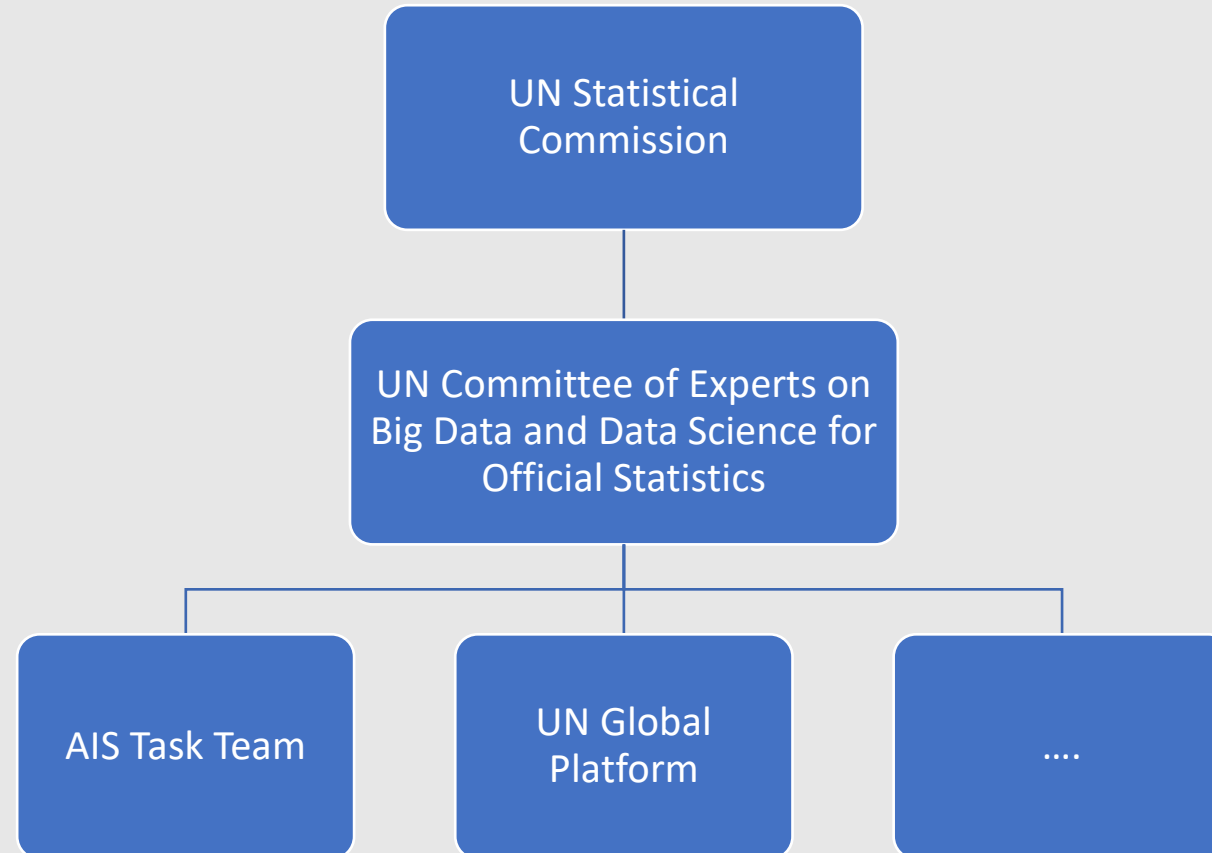 UN Statistical
Commission
UN Committee of Experts on
Big Data and Data Science for
Official Statistics
AIS Task Team
UN Global
Platform
....